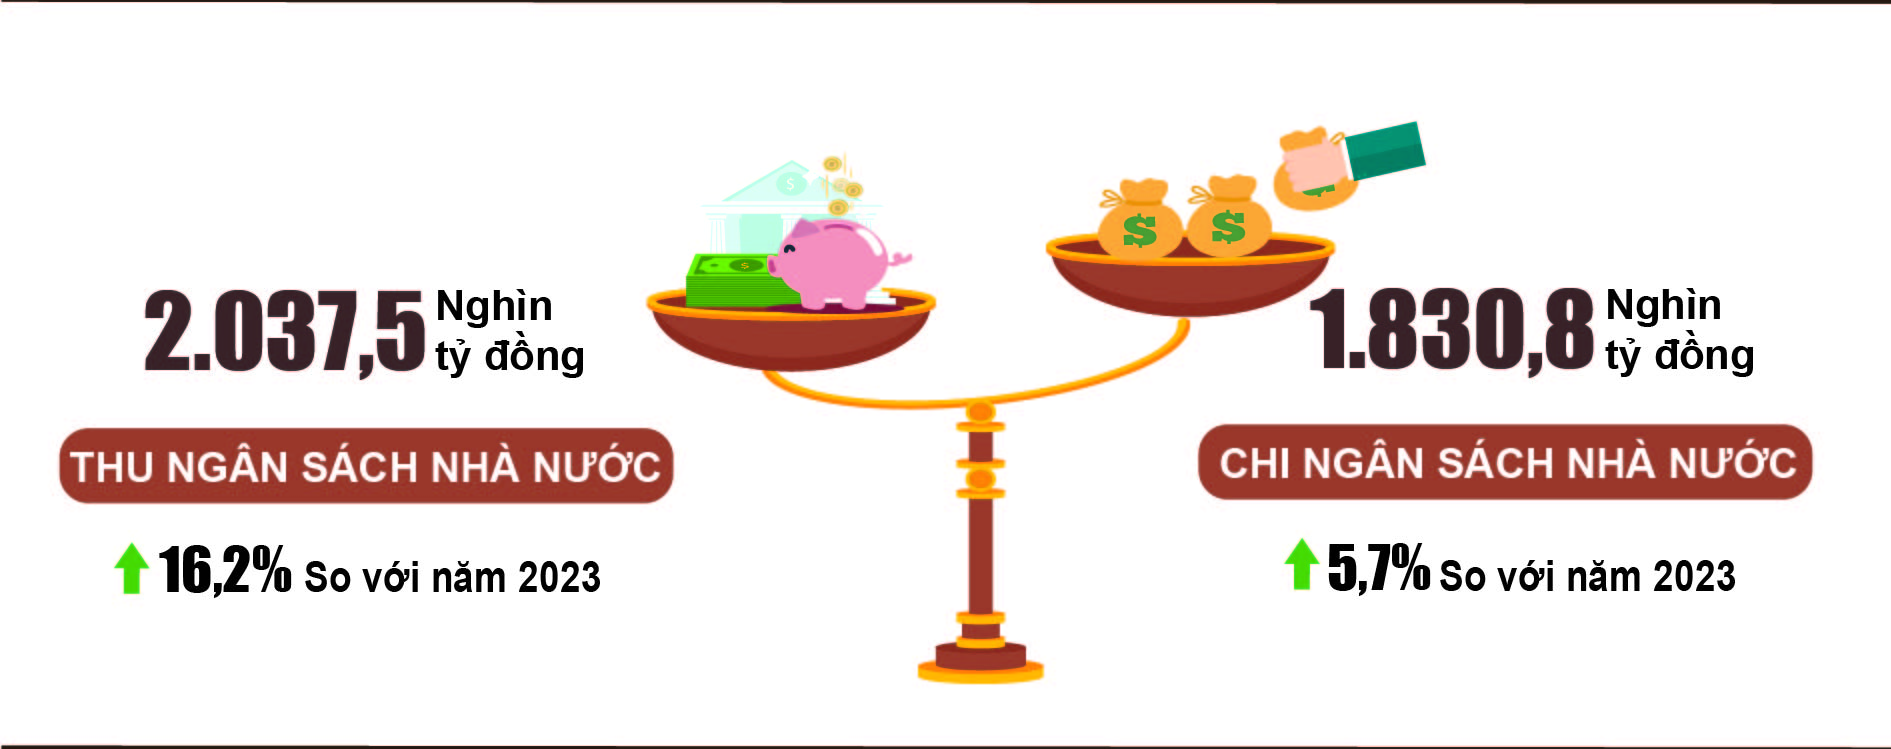 2.037,5 Nghìn
tỷ đồng
THU NGÂN SÁCH NHÀ NƯỚC
16,2% So với năm 2023
$
$
$
$
$
1.830,8 Nghìn
tỷ đồng
CHI NGÂN SÁCH NHÀ NƯỚC
5,7% So với năm 2023